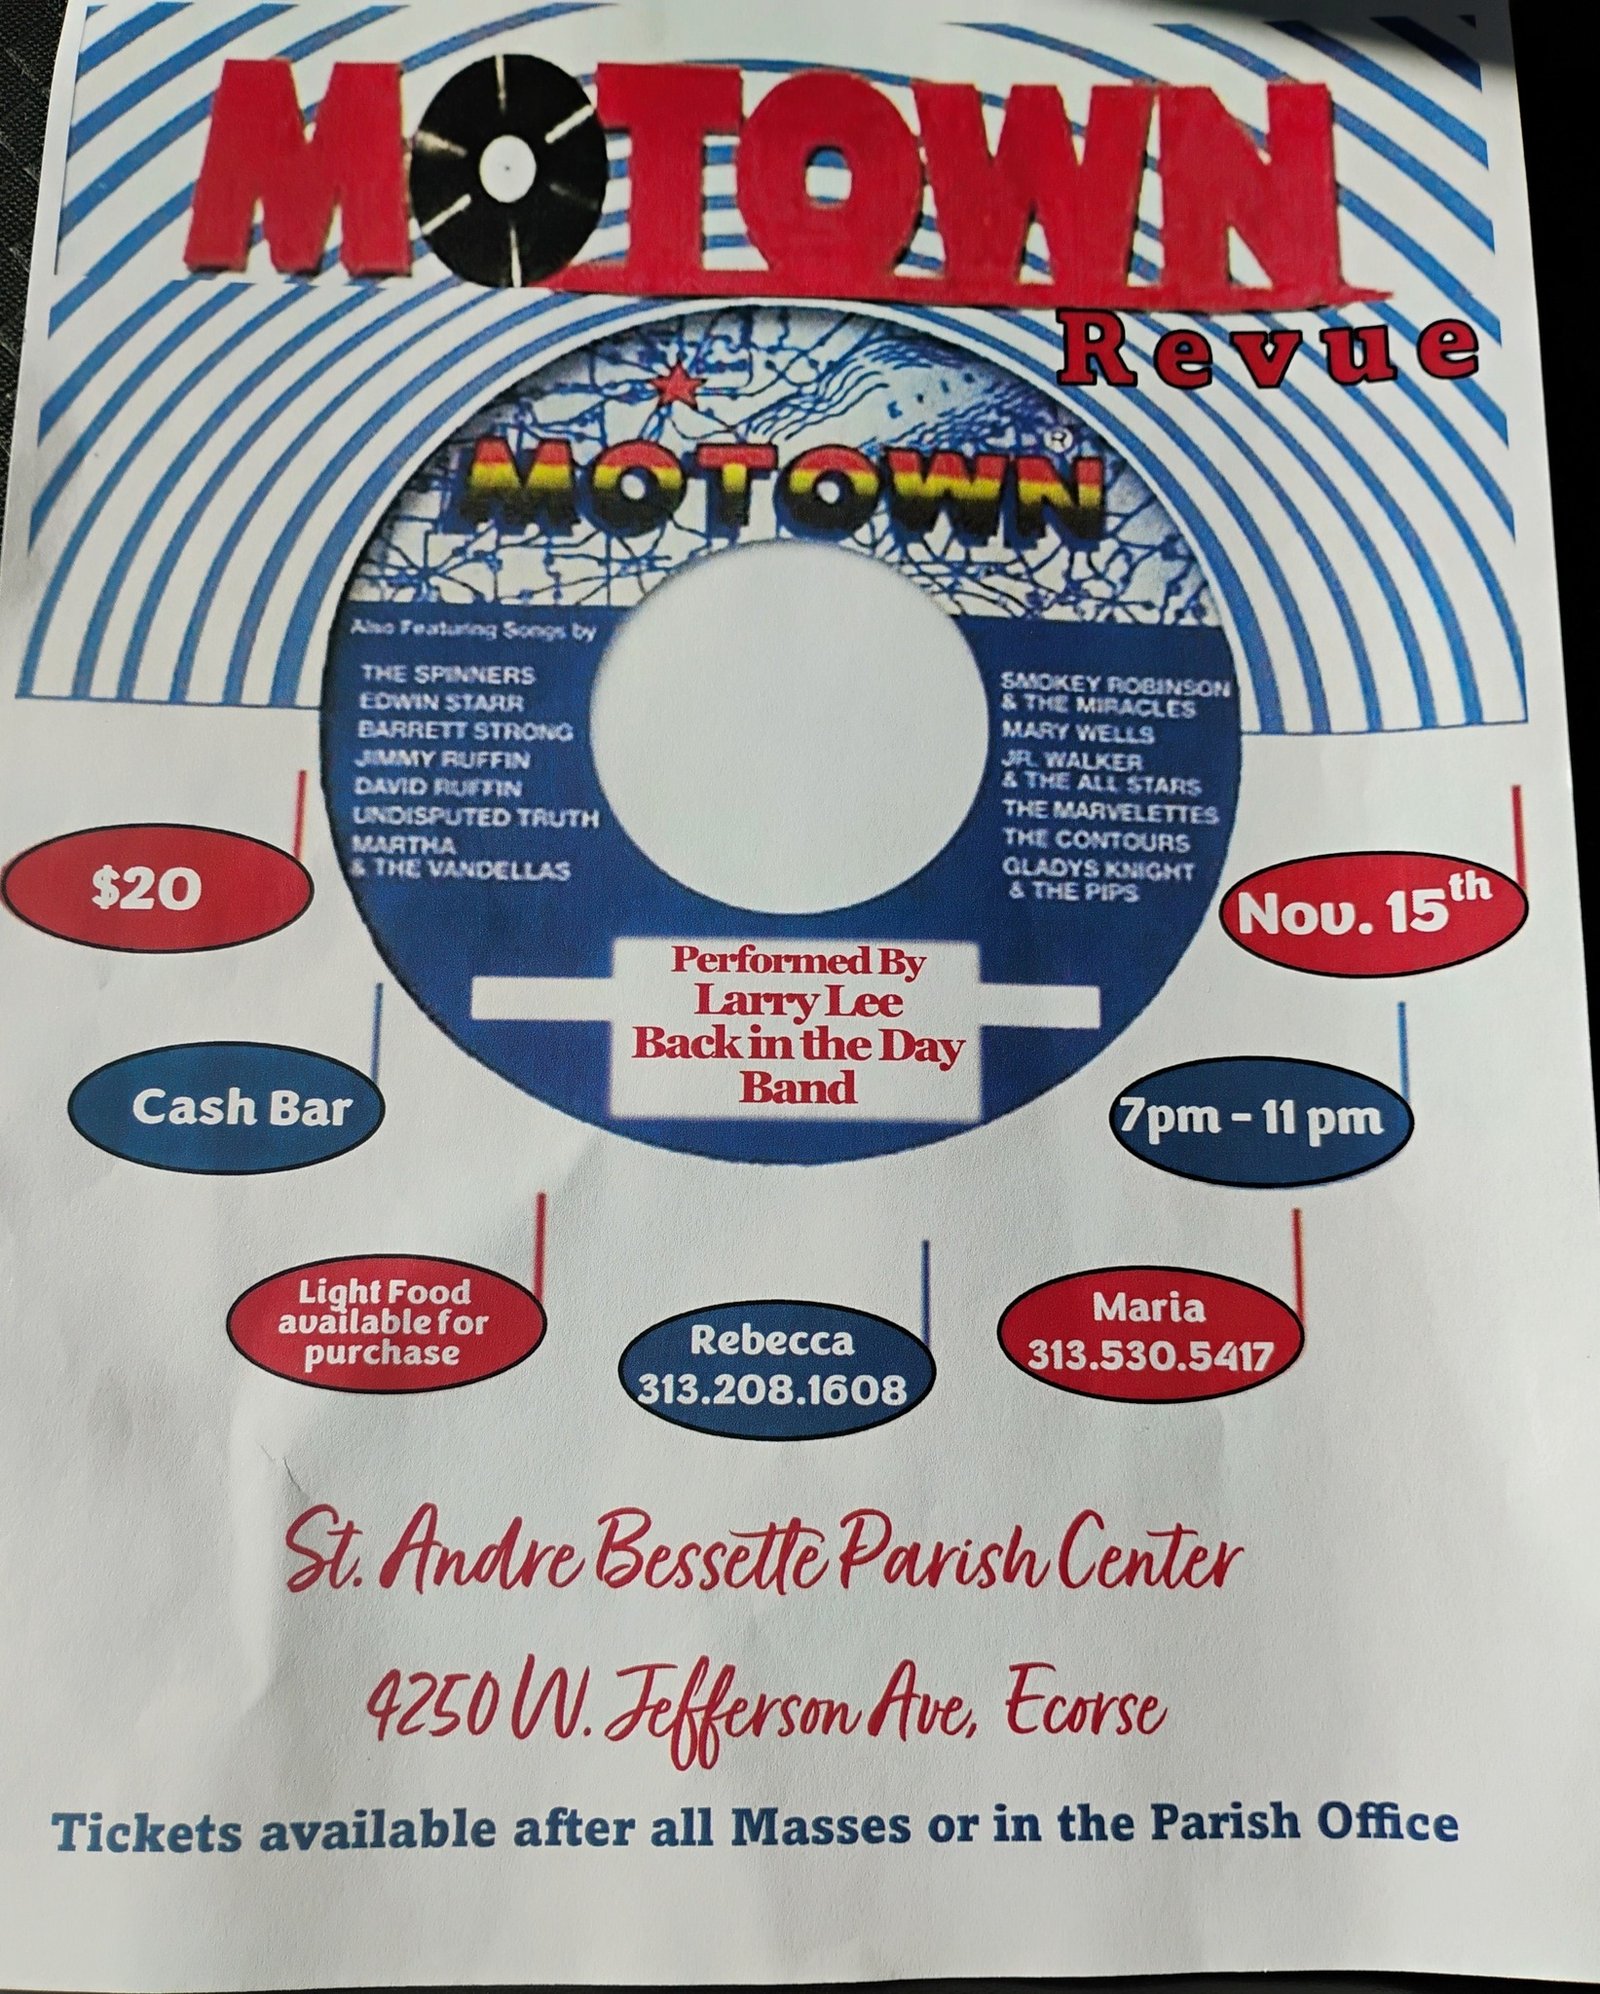 MOTOWN
Revue
MOTOWN®
Also Featuring Songs by
THE SPINNERS
EDWIN STARR
BARRETT STRONG
JIMMY RUFFIN
DAVID RUFFIN
UNDISPUTED TRUTH
MARTHA
& THE VANDELLAS
SMOKEY ROBINSON
& THE MIRACLES
MARY WELLS
JR. WALKER
& THE ALL STARS
THE MARVELETTES
THE CONTOURS
GLADYS KNIGHT
& THE PIPS
Performed By
Larry Lee
Back in the Day
Band
$20
Nov. 15th
Cash Bar
7pm - 11 pm
Light Food
available for
purchase
Rebecca
313.208.1608
Maria
313.530.5417
St. Andre Bessette Parish Center
4250 W. Jefferson Ave, Ecorse
Tickets available after all Masses or in the Parish Office